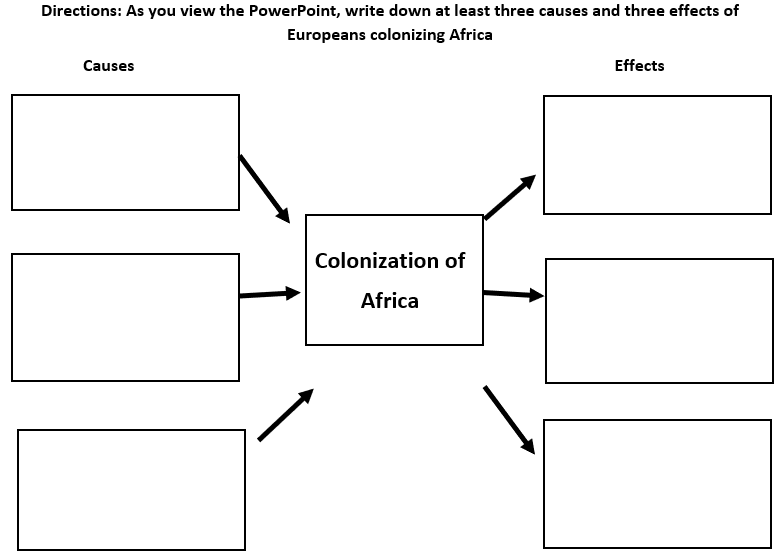 Directions: As you view the PowerPoint, write down at least three causes and three effects of
Europeans colonizing Africa
Causes
Effects
Colonization of
Africa